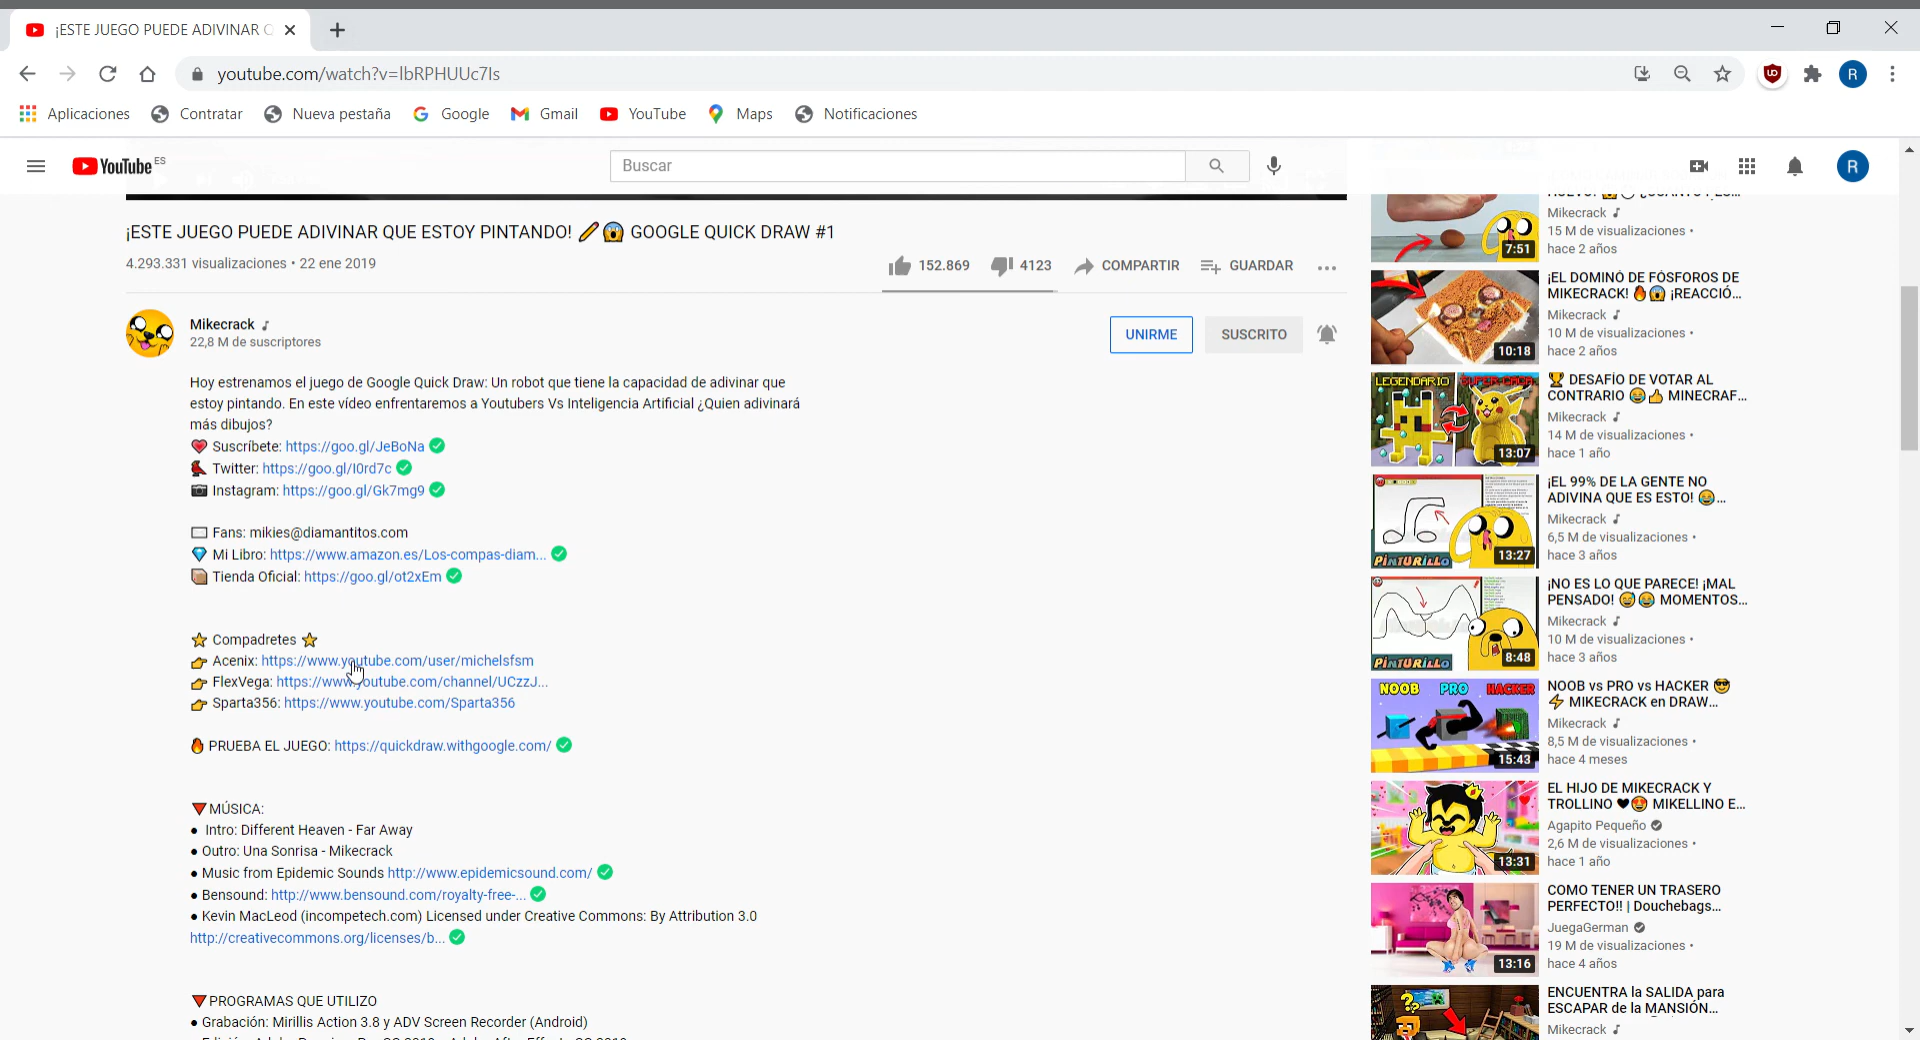 ¡ESTE JUEGO PUEDE ADIVINAR
youtube.com/watch?v=lbRPHUUc7Is
R
Aplicaciones
Contratar
Nueva pestaña
Google
Gmail
YouTube
Maps
Notificaciones
YouTube ES
Buscar
R
¡ESTE JUEGO PUEDE ADIVINAR QUE ESTOY PINTANDO! 🖍😱 GOOGLE QUICK DRAW #1
4.293.331 visualizaciones • 22 ene 2019
152.869
4123
COMPARTIR
GUARDAR
Mikecrack
22,8 M de suscriptores
UNIRME
SUSCRITO
Hoy estrenamos el juego de Google Quick Draw: Un robot que tiene la capacidad de adivinar que
estoy pintando. En este vídeo enfrentaremos a Youtubers Vs Inteligencia Artificial ¿Quien adivinará
más dibujos?
Suscríbete: https://goo.gl/JeBoNa
Twitter: https://goo.gl/I0rd7c
Instagram: https://goo.gl/Gk7mg9
Fans: mikies@diamantitos.com
Mi Libro: https://www.amazon.es/Los-compas-diam...
Tienda Oficial: https://goo.gl/ot2xEm
Compadretes
Acenix: https://www.youtube.com/user/michelsfsm
FlexVega: https://www.youtube.com/channel/UCzzJ...
Sparta356: https://www.youtube.com/Sparta356
PRUEBA EL JUEGO: https://quickdraw.withgoogle.com/
MÚSICA:
● Intro: Different Heaven - Far Away
● Outro: Una Sonrisa - Mikecrack
● Music from Epidemic Sounds http://www.epidemicsound.com/
● Bensound: http://www.bensound.com/royalty-free-...
● Kevin MacLeod (incompetech.com) Licensed under Creative Commons: By Attribution 3.0
http://creativecommons.org/licenses/b...
PROGRAMAS QUE UTILIZO
● Grabación: Mirillis Action 3.8 y ADV Screen Recorder (Android)
7:51
Mikecrack
15 M de visualizaciones •
hace 2 años
10:18
¡EL DOMINÓ DE FÓSFOROS DE
MIKECRACK! 🔥😱 ¡REACCIÓ...
Mikecrack
10 M de visualizaciones •
hace 2 años
LEGENDARIO
13:07
🏆 DESAFÍO DE VOTAR AL
CONTRARIO 😂👍 MINECRAF...
Mikecrack
14 M de visualizaciones •
hace 1 año
PINTURILLO
13:27
¡EL 99% DE LA GENTE NO
ADIVINA QUE ES ESTO! 😂...
Mikecrack
6,5 M de visualizaciones •
hace 3 años
PINTURILLO
8:48
¡NO ES LO QUE PARECE! ¡MAL
PENSADO! 😅😂 MOMENTOS...
Mikecrack
10 M de visualizaciones •
hace 3 años
NOOB PRO HACKER
15:43
NOOB vs PRO vs HACKER 😎
⚡ MIKECRACK en DRAW...
Mikecrack
8,5 M de visualizaciones •
hace 4 meses
13:31
EL HIJO DE MIKECRACK Y
TROLLINO ♥😍 MIKELLINO E...
Agapito Pequeño
2,6 M de visualizaciones •
hace 1 año
13:16
COMO TENER UN TRASERO
PERFECTO!! | Douchebags...
JuegaGerman
19 M de visualizaciones •
hace 4 años
??
ENCUENTRA la SALIDA para
ESCAPAR de la MANSIÓN...
Mikecrack